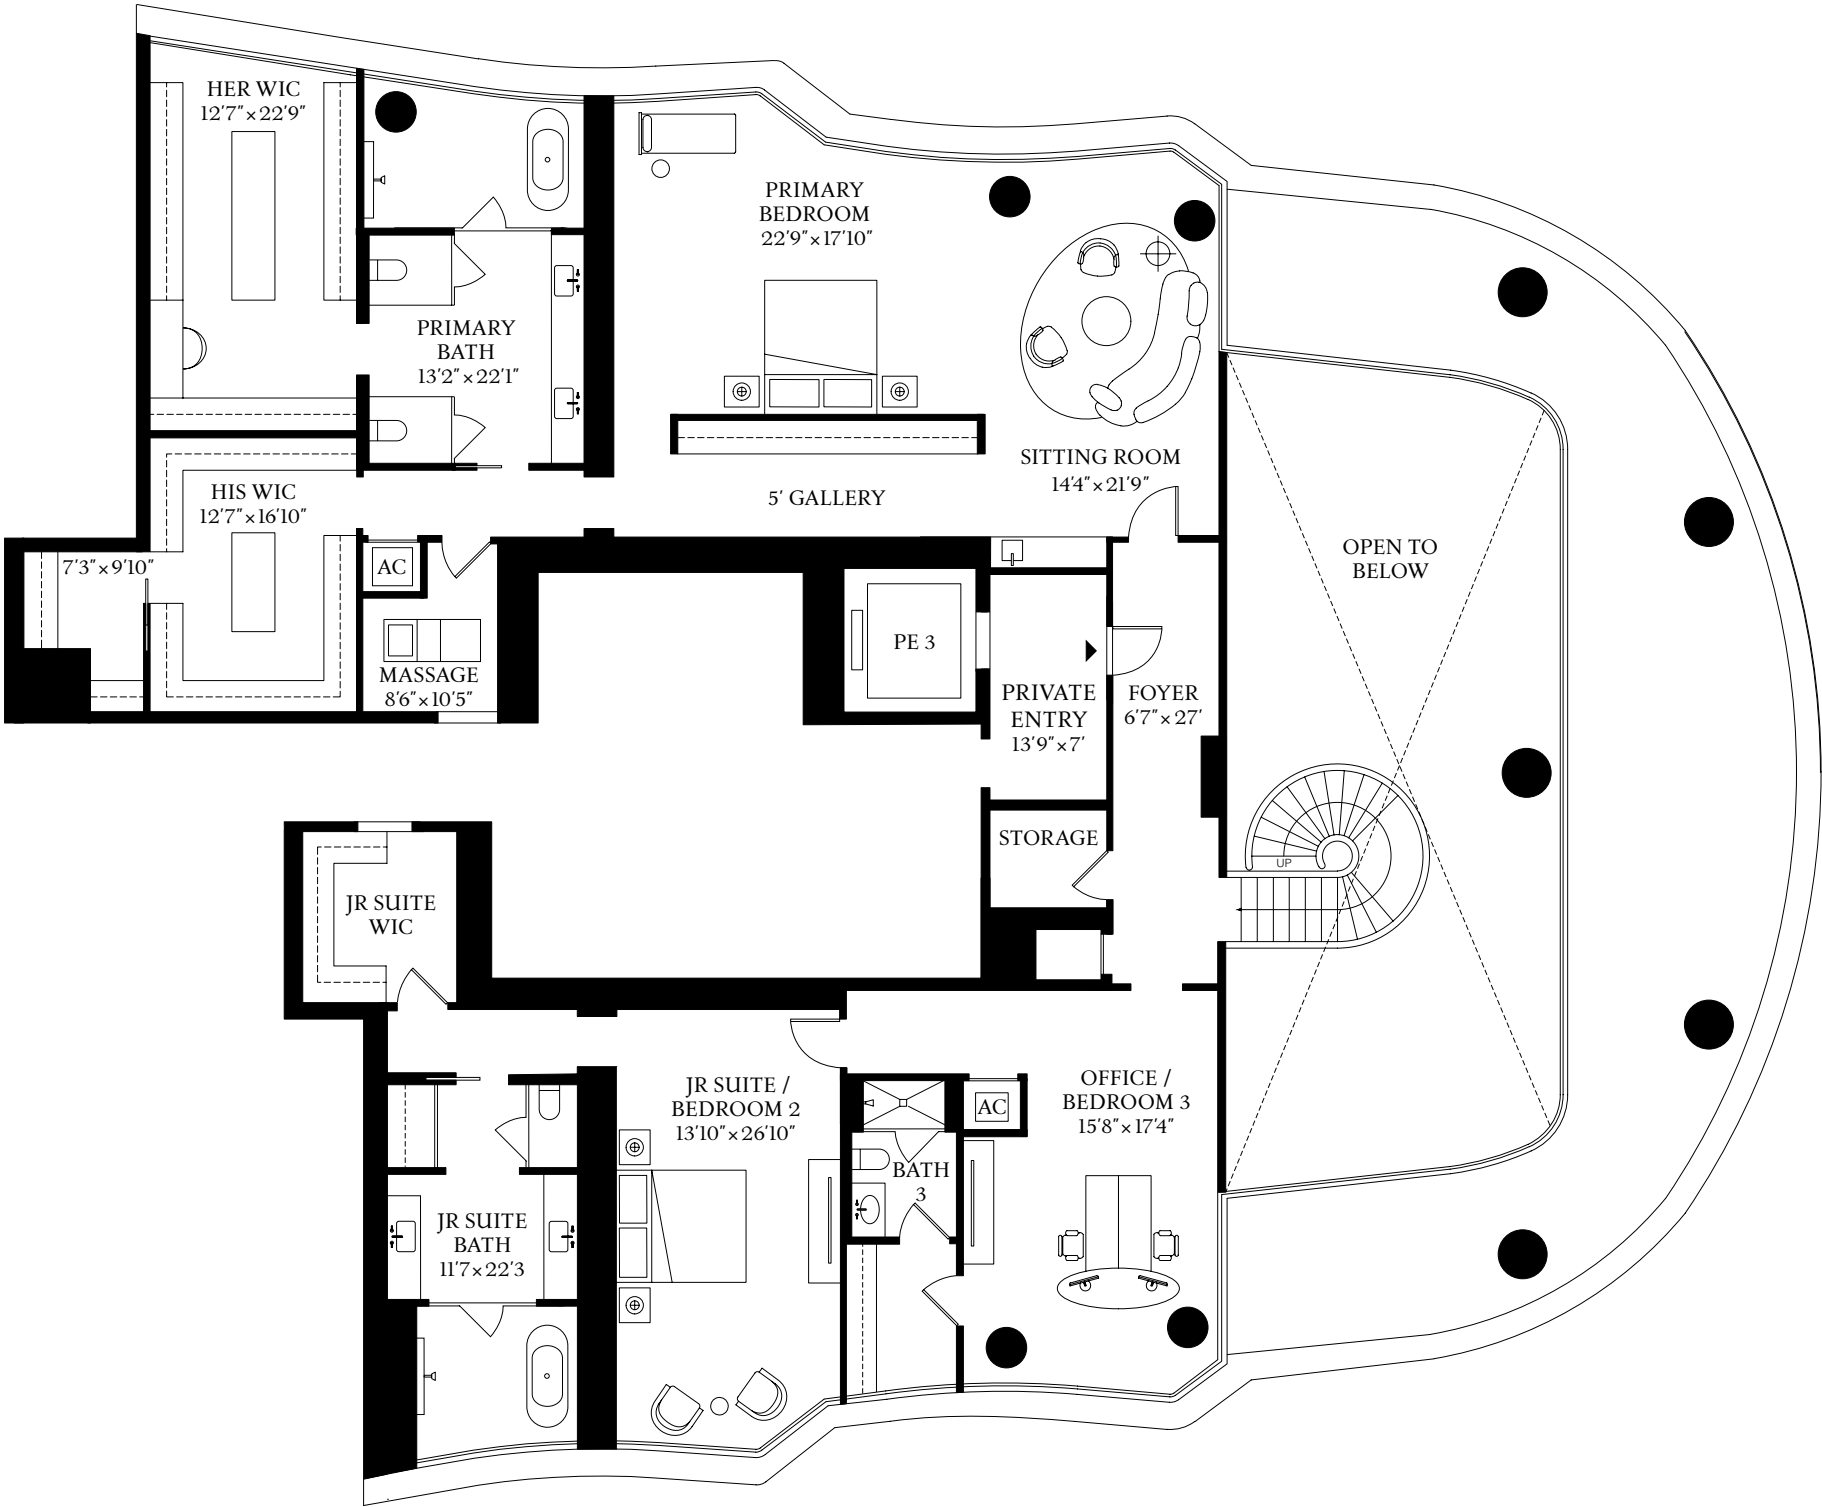 HER WIC
12'7"×22'9"
PRIMARY
BEDROOM
22'9"×17'10"
PRIMARY
BATH
13'2"×22'1"
SITTING ROOM
14'4"×21'9"
HIS WIC
12'7"×16'10"
5' GALLERY
OPEN TO
BELOW
7'3"×9'10"
AC
PE 3
MASSAGE
8'6"×10'5"
PRIVATE
ENTRY
13'9"×7'
FOYER
6'7"×27'
STORAGE
UP
JR SUITE
WIC
JR SUITE /
BEDROOM 2
13'10"×26'10"
AC
OFFICE /
BEDROOM 3
15'8"×17'4"
BATH
3
JR SUITE
BATH
11'7×22'3